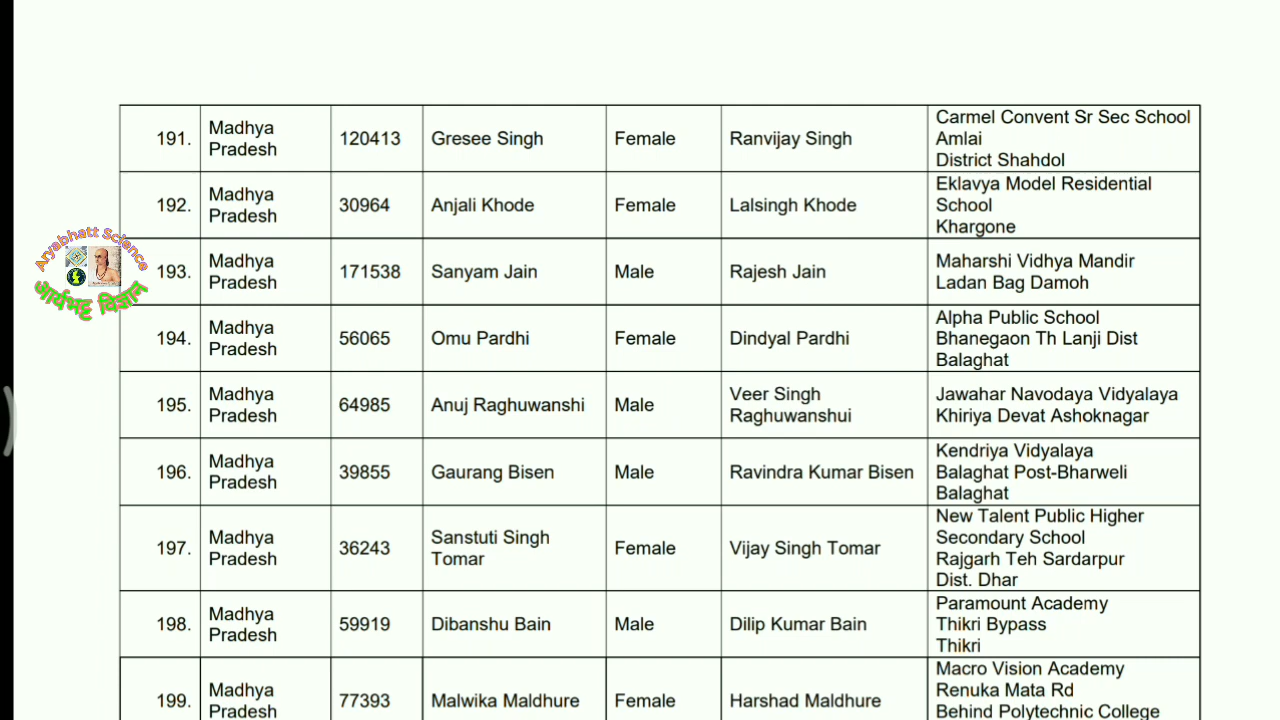 191. Madhya Pradesh 120413 Gresee Singh Female Ranvijay Singh Carmel Convent Sr Sec School
Amlai
District Shahdol
192. Madhya Pradesh 30964 Anjali Khode Female Lalsingh Khode Eklavya Model Residential
School
Khargone
193. Madhya Pradesh 171538 Sanyam Jain Male Rajesh Jain Maharshi Vidhya Mandir
Ladan Bag Damoh
Aryabhatt Science
आर्यभट्ट विज्ञान
194. Madhya Pradesh 56065 Omu Pardhi Female Dindyal Pardhi Alpha Public School
Bhanegaon Th Lanji Dist
Balaghat
195. Madhya Pradesh 64985 Anuj Raghuwanshi Male Veer Singh Raghuwanshui Jawahar Navodaya Vidyalaya
Khiriya Devat Ashoknagar
196. Madhya Pradesh 39855 Gaurang Bisen Male Ravindra Kumar Bisen Kendriya Vidyalaya
Balaghat Post-Bharweli
Balaghat
197. Madhya Pradesh 36243 Sanstuti Singh Tomar Female Vijay Singh Tomar New Talent Public Higher
Secondary School
Rajgarh Teh Sardarpur
Dist. Dhar
198. Madhya Pradesh 59919 Dibanshu Bain Male Dilip Kumar Bain Paramount Academy
Thikri Bypass
Thikri
199. Madhya Pradesh 77393 Malwika Maldhure Female Harshad Maldhure Macro Vision Academy
Renuka Mata Rd
Behind Polytechnic College